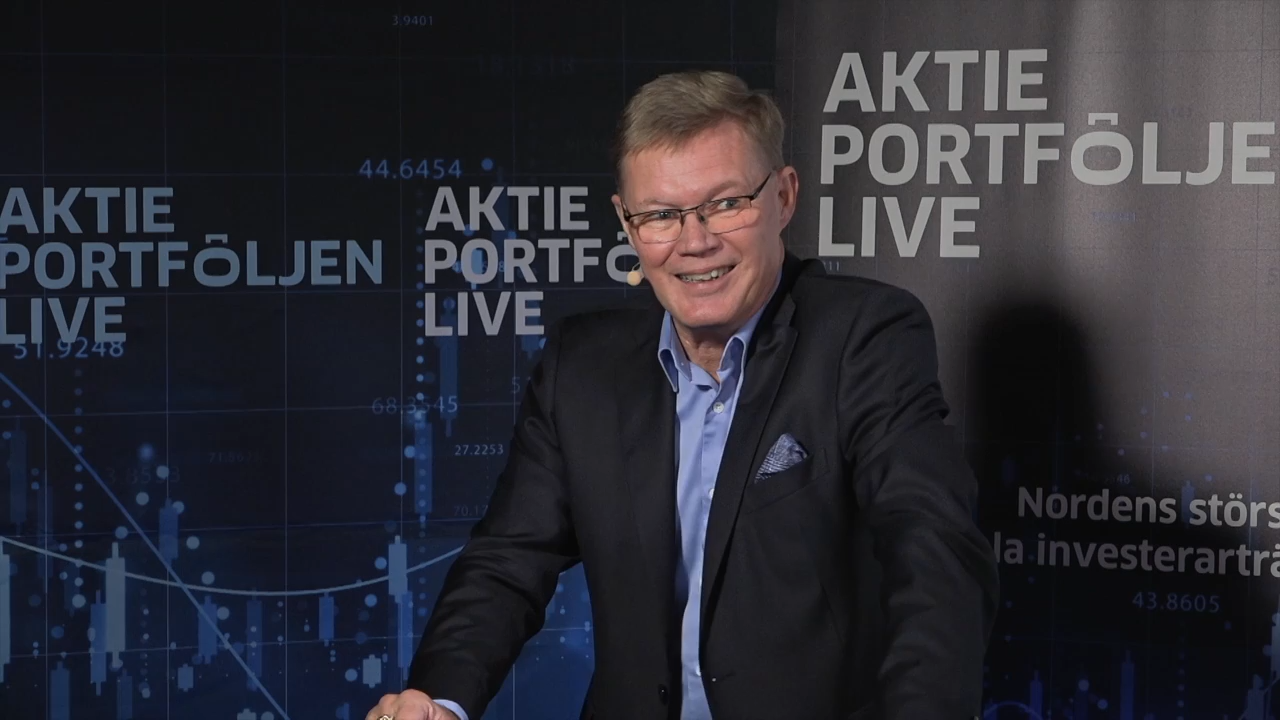 3.9401
AKTIE
PORTFÖLJE
LIVE
44.6454
AKTIE
PORTFÖLJEN
LIVE
AKTIE
PORTFÖ
LIVE
51.9248
68.3545
27.2253
Nordens störs
la investerarträ
43.8605